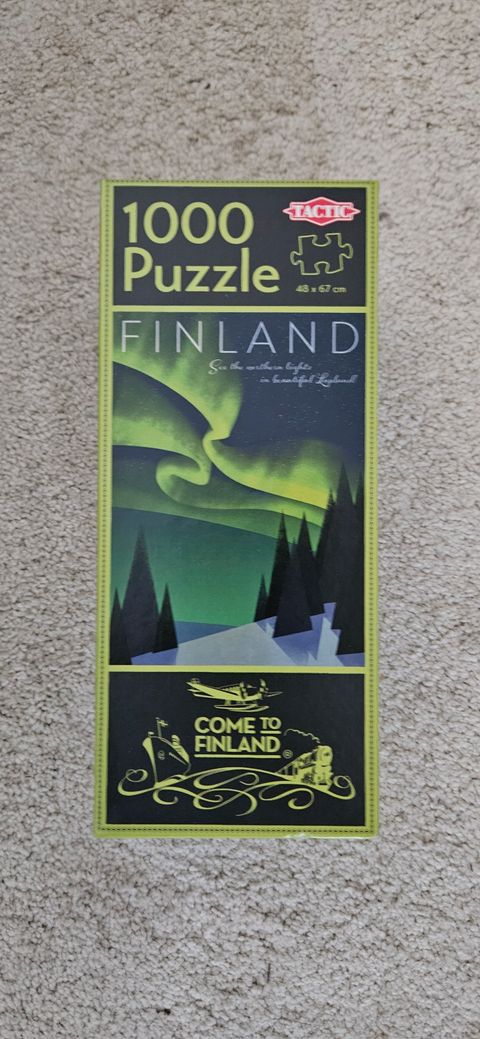 1000
Puzzle
TACTIC
48 x 67 cm
FINLAND
See the northern lights
in beautiful Lapland!
COME TO
FINLAND